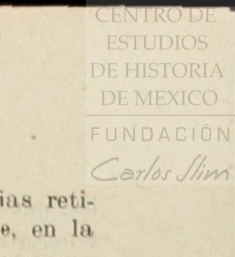 CENTRO DE
ESTUDIOS
DE HISTORIA
DE MEXICO
FUNDACIÓN
Carlos Slim
ias reti-
e, en la